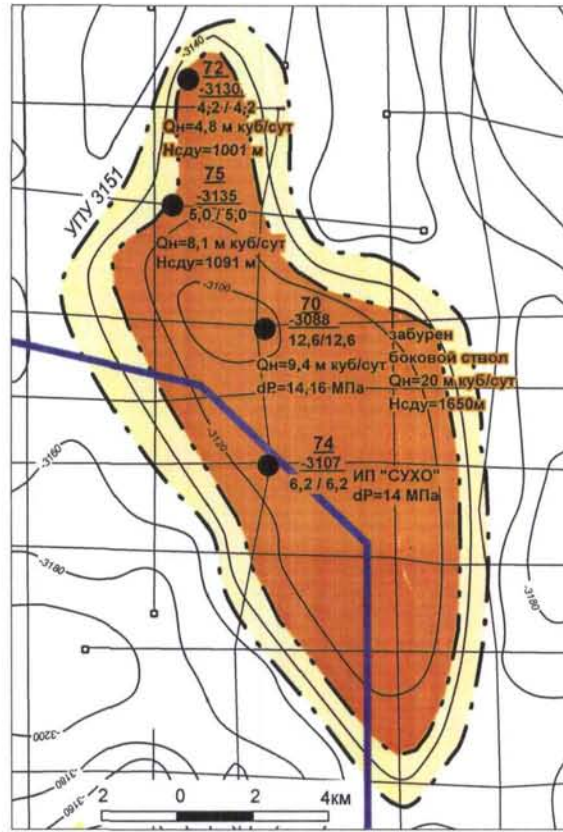 -3140
72
-3130
4,2 / 4,2
Qн=4,8 м куб/сут
Нсду=1001 м
УПУ 3151
75
-3135
5,0 / 5,0
Qн=8,1 м куб/сут
Нсду=1091 м
-3100
70
-3088
12,6/12,6
Qн=9,4 м куб/сут
dP=14,16 МПа
забурен
боковой ствол
Qн=20 м куб/сут
Нсду=1650м
-3120
74
-3107
6,2 / 6,2
ИП "СУХО"
dP=14 МПа
-3160
-3180
-3180
-3200
-3180
-3160
2 0 2 4км